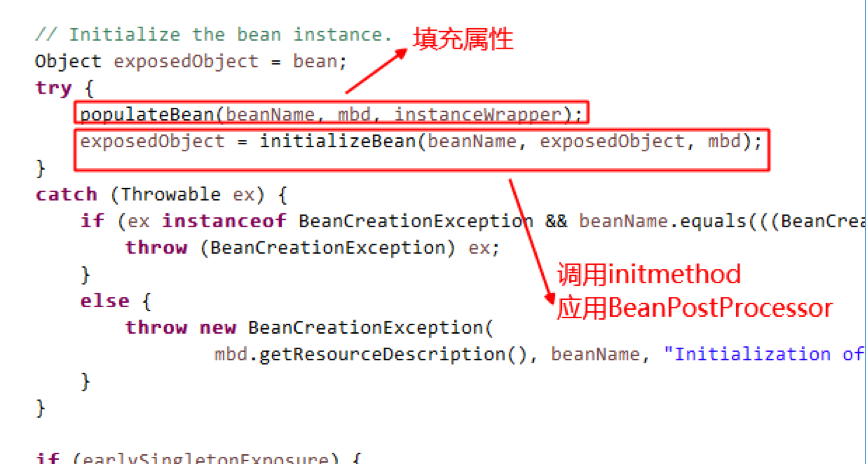 // Initialize the bean instance.
填充属性
Object exposedObject = bean;
try {
populateBean(beanName, mbd, instanceWrapper);
exposedObject = initializeBean(beanName, exposedObject, mbd);
}
catch (Throwable ex) {
if (ex instanceof BeanCreationException && beanName.equals(((BeanCrea
throw (BeanCreationException) ex;
}
调用initmethod
else {
应用BeanPostProcessor
throw new BeanCreationException(
mbd.getResourceDescription(), beanName, "Initialization of
}
}
if (earlySingletonExposure) {